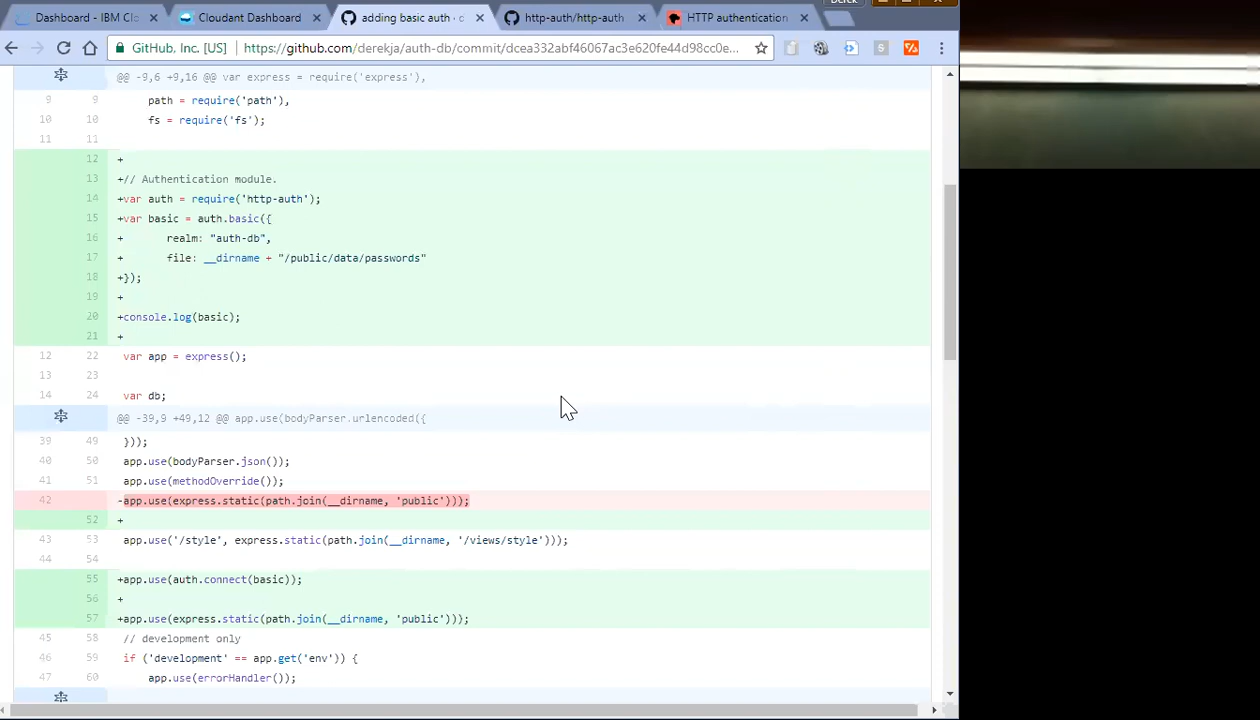 Derek
Dashboard - IBM Clo
Cloudant Dashboard
adding basic auth · d
http-auth/http-auth
HTTP authentication
GitHub, Inc. [US]
https://github.com/derekja/auth-db/commit/dcea332abf46067ac3e620fe44d98cc0e...
@@ -9,6 +9,16 @@ var express = require('express'),
9 9 path = require('path'),
10 10 fs = require('fs');
11 11
12 +
13 +// Authentication module.
14 +var auth = require('http-auth');
15 +var basic = auth.basic({
16 + realm: "auth-db",
17 + file: __dirname + "/public/data/passwords"
18 +});
19 +
20 +console.log(basic);
21 +
12 22 var app = express();
13 23
14 24 var db;
@@ -39,9 +49,12 @@ app.use(bodyParser.urlencoded({
39 49 }));
40 50 app.use(bodyParser.json());
41 51 app.use(methodOverride());
42 -app.use(express.static(path.join(__dirname, 'public')));
52 +
43 53 app.use('/style', express.static(path.join(__dirname, '/views/style')));
44 54
55 +app.use(auth.connect(basic));
56 +
57 +app.use(express.static(path.join(__dirname, 'public')));
45 58 // development only
46 59 if ('development' == app.get('env')) {
47 60 app.use(errorHandler());